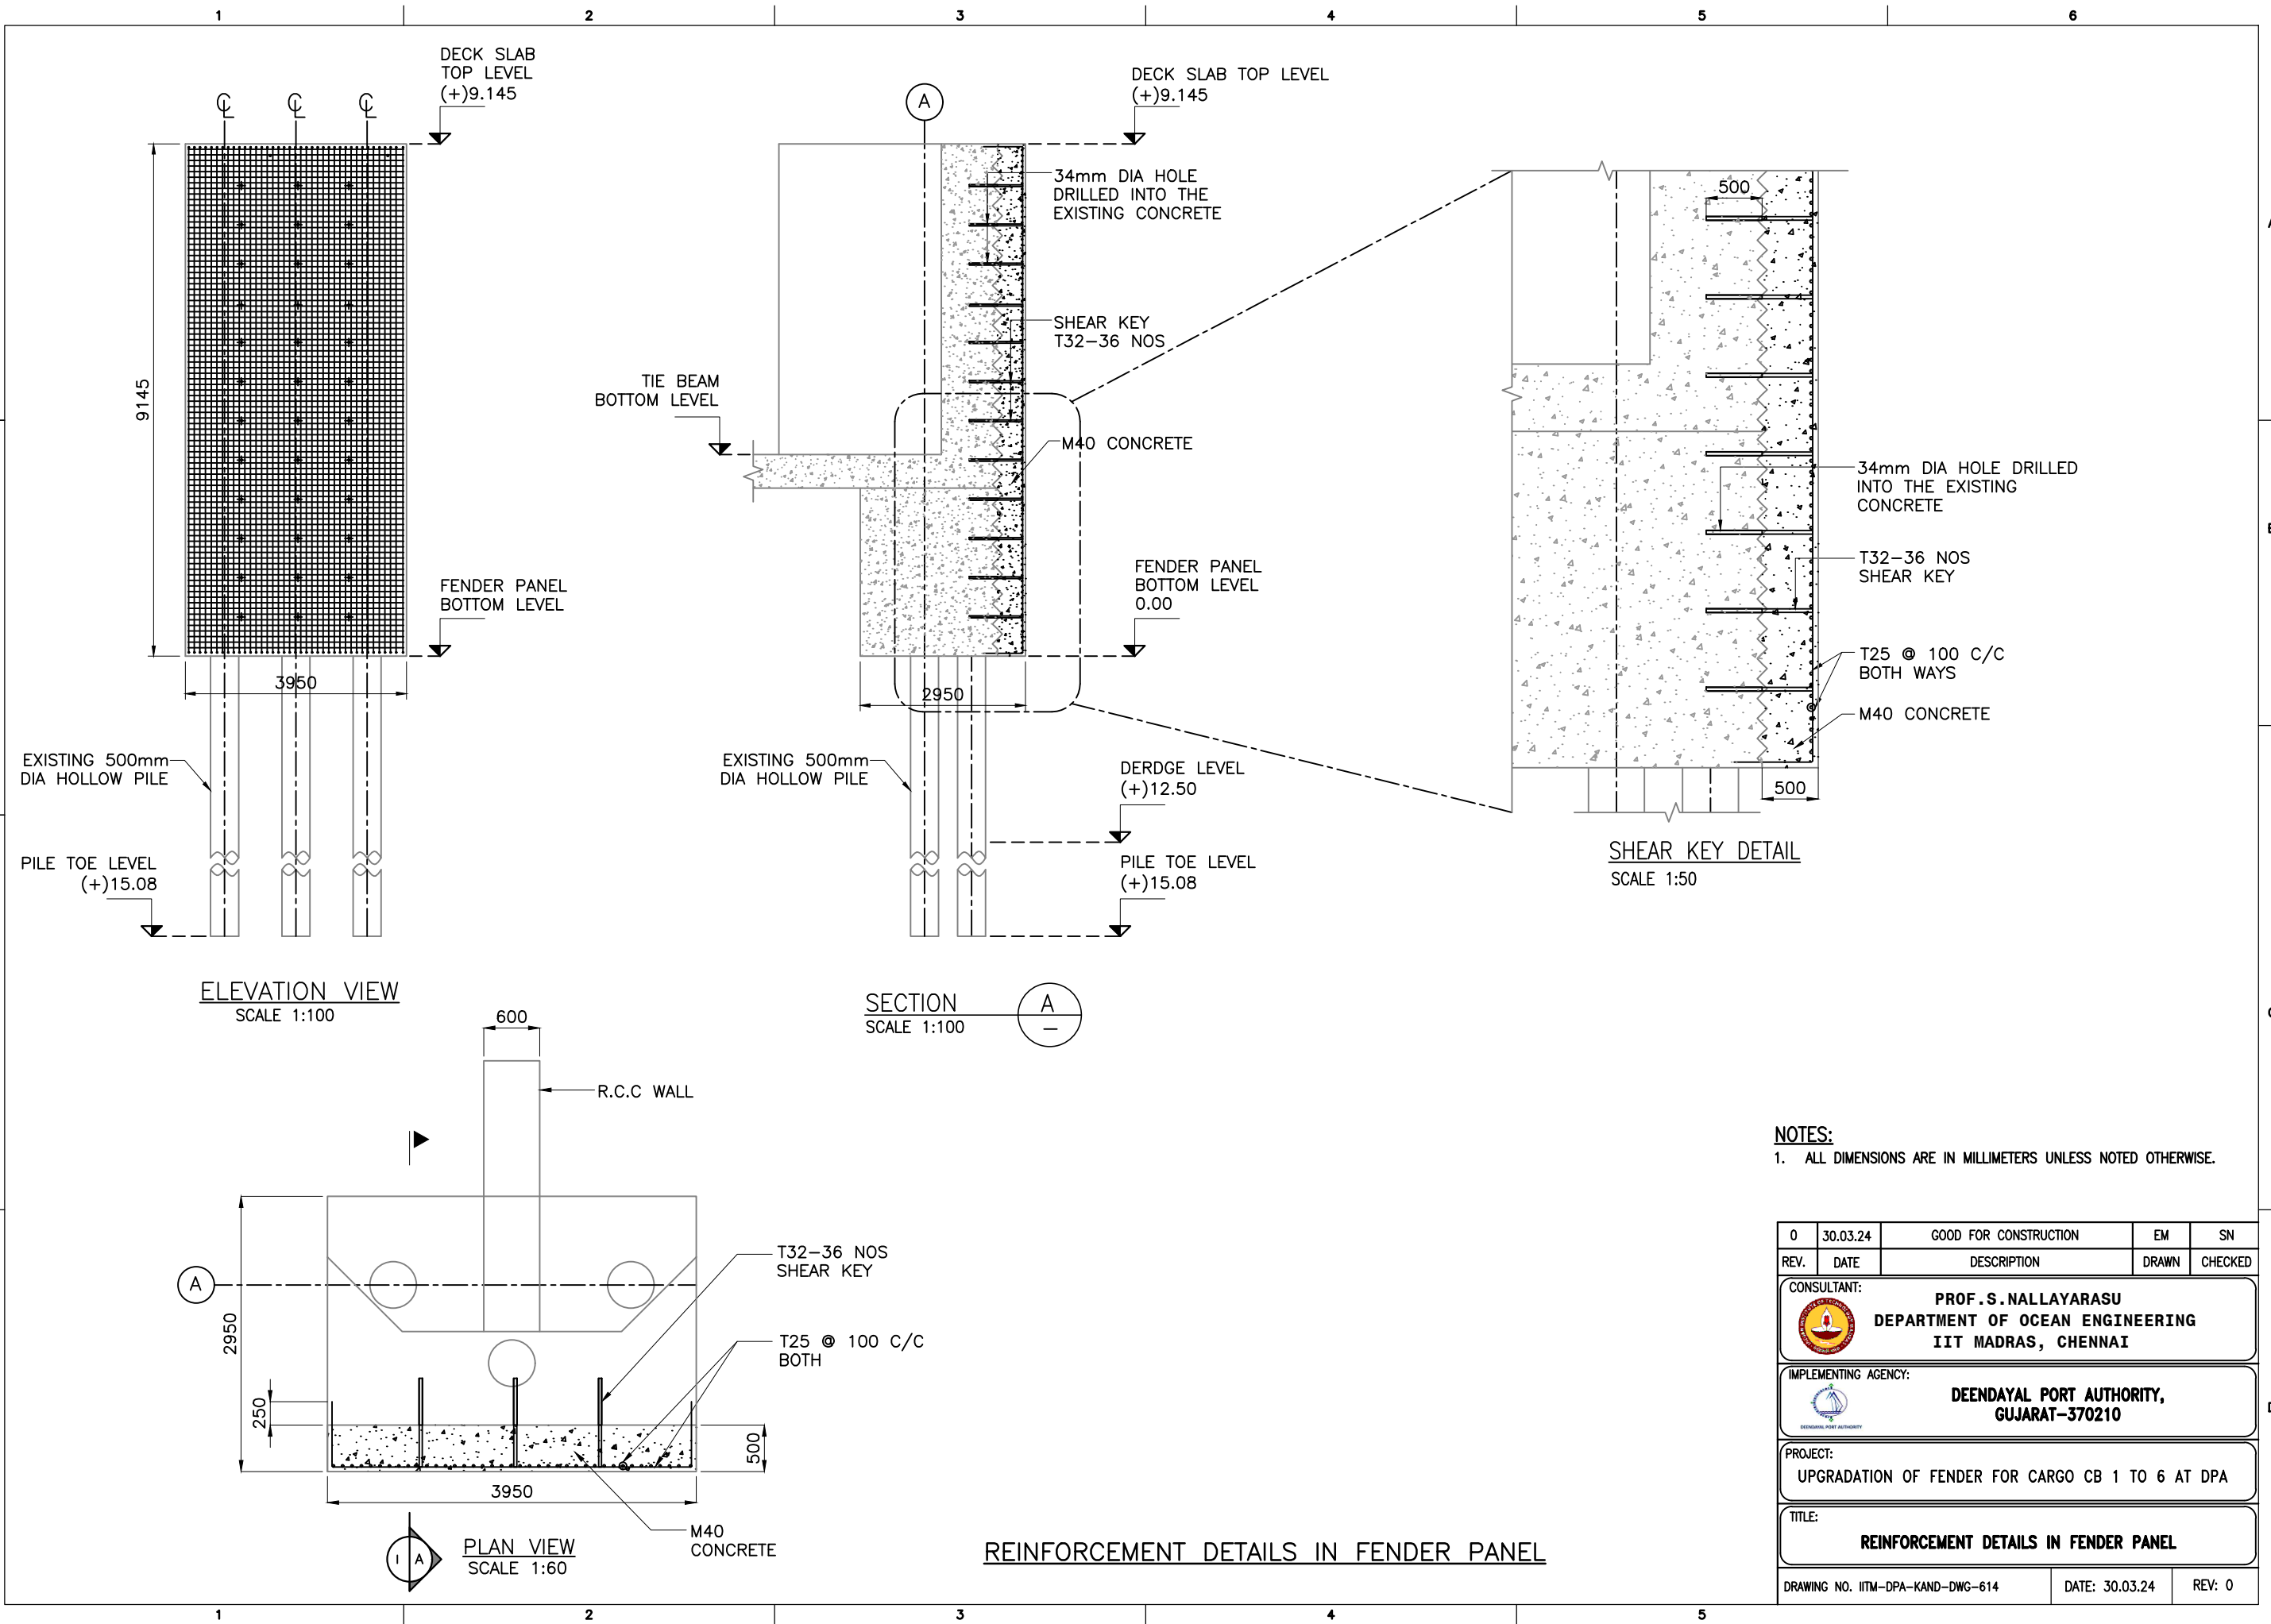 1 2 3 4 5 6
DECK SLAB
TOP LEVEL
(+)9.145
9145
3950
FENDER PANEL
BOTTOM LEVEL
EXISTING 500mm
DIA HOLLOW PILE
PILE TOE LEVEL
(+)15.08
ELEVATION VIEW
SCALE 1:100
A
DECK SLAB TOP LEVEL
(+)9.145
34mm DIA HOLE
DRILLED INTO THE
EXISTING CONCRETE
SHEAR KEY
T32-36 NOS
TIE BEAM
BOTTOM LEVEL
M40 CONCRETE
FENDER PANEL
BOTTOM LEVEL
0.00
2950
EXISTING 500mm
DIA HOLLOW PILE
DERDGE LEVEL
(+)12.50
PILE TOE LEVEL
(+)15.08
SECTION
SCALE 1:100
A
–
500
34mm DIA HOLE DRILLED
INTO THE EXISTING
CONCRETE
T32-36 NOS
SHEAR KEY
T25 @ 100 C/C
BOTH WAYS
M40 CONCRETE
500
SHEAR KEY DETAIL
SCALE 1:50
600
R.C.C WALL
A
2950
250
T32-36 NOS
SHEAR KEY
T25 @ 100 C/C
BOTH
500
3950
M40
CONCRETE
I A
PLAN VIEW
SCALE 1:60
REINFORCEMENT DETAILS IN FENDER PANEL
NOTES:
1. ALL DIMENSIONS ARE IN MILLIMETERS UNLESS NOTED OTHERWISE.
0 30.03.24 GOOD FOR CONSTRUCTION EM SN
REV. DATE DESCRIPTION DRAWN CHECKED
CONSULTANT:
PROF.S.NALLAYARASU
DEPARTMENT OF OCEAN ENGINEERING
IIT MADRAS, CHENNAI
IMPLEMENTING AGENCY:
DEENDAYAL PORT AUTHORITY
DEENDAYAL PORT AUTHORITY,
GUJARAT-370210
PROJECT:
UPGRADATION OF FENDER FOR CARGO CB 1 TO 6 AT DPA
TITLE:
REINFORCEMENT DETAILS IN FENDER PANEL
DRAWING NO. IITM-DPA-KAND-DWG-614 DATE: 30.03.24 REV: 0
1 2 3 4 5